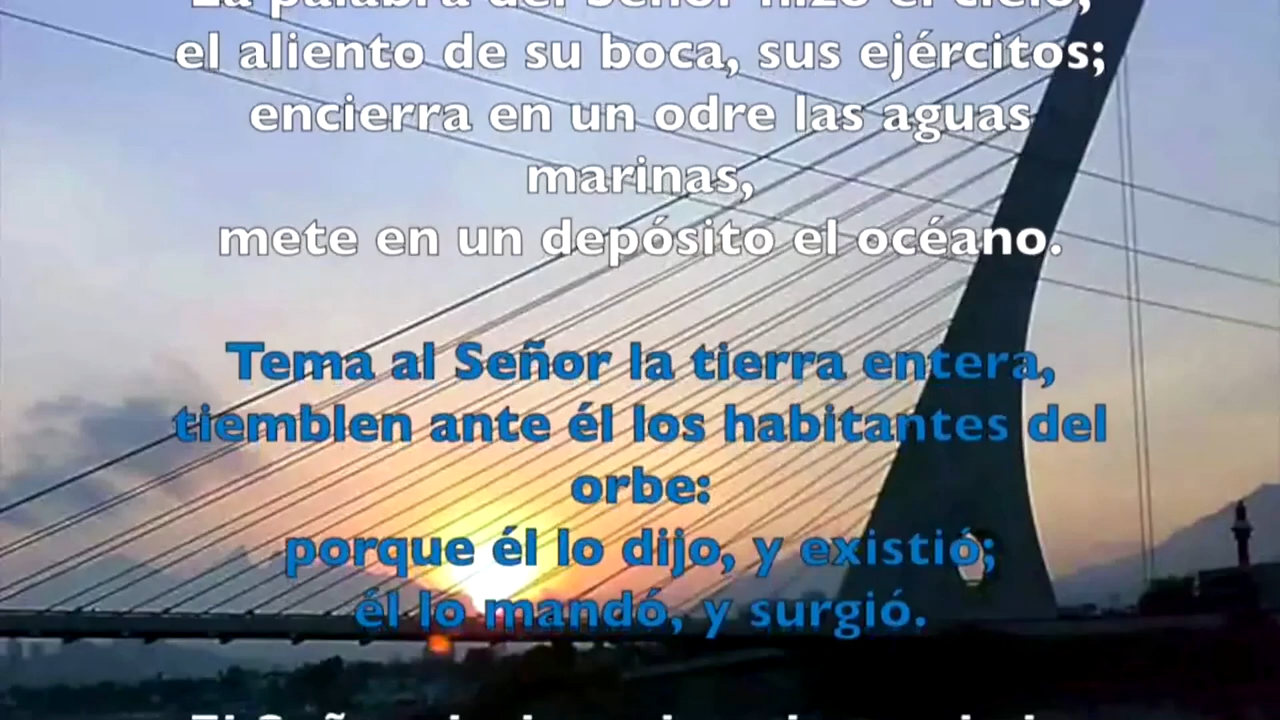 La palabra del Señor hizo el cielo;
el aliento de su boca, sus ejércitos;
encierra en un odre las aguas
marinas,
mete en un depósito el océano.
Tema al Señor la tierra entera,
tiemblen ante él los habitantes del
orbe:
porque él lo dijo, y existió;
él lo mandó, y surgió.
El Señor